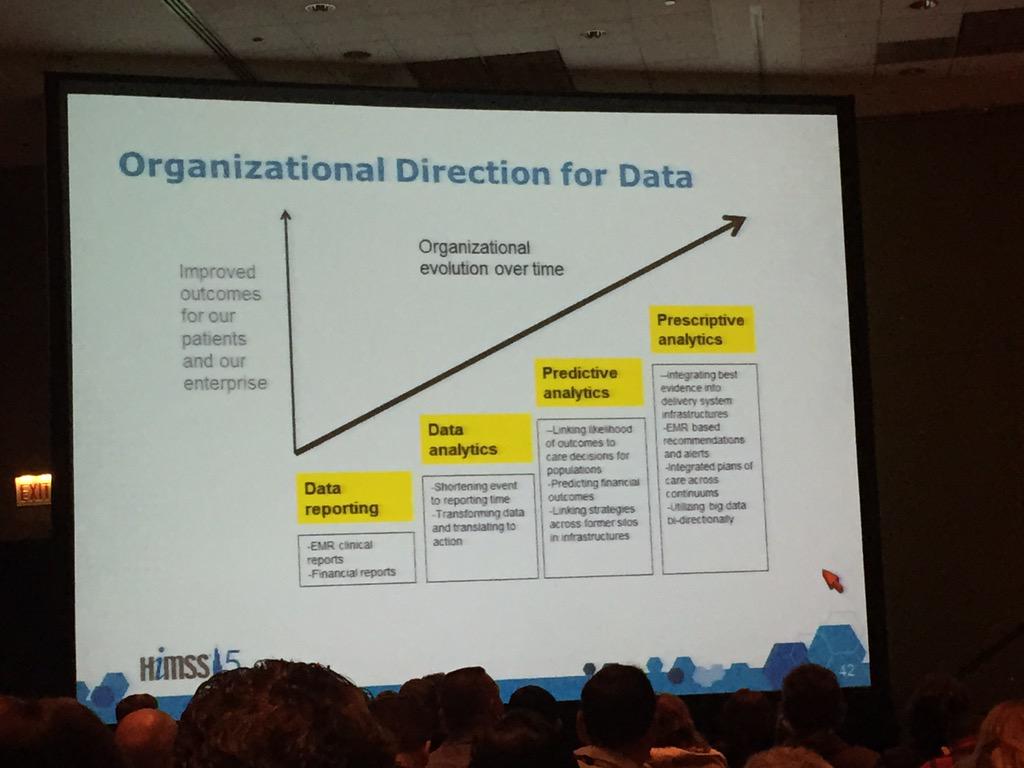 Organizational Direction for Data
Improved
outcomes
for our
patients
and our
enterprise
Organizational
evolution over time
Data
reporting
-EMR clinical
reports
-Financial reports
Data
analytics
-Shortening event
to reporting time
-Transforming data
and translating to
action
Predictive
analytics
-Linking likelihood
of outcomes to
care decisions for
populations
-Predicting financial
outcomes
-Linking strategies
across former silos
in infrastructures
Prescriptive
analytics
-Integrating best
evidence into
delivery system
infrastructures
-EMR based
recommendations
and alerts
-Integrated plans of
care across
continuums
-Utilizing big data
bi-directionally
EXIT
HiMSS15
42